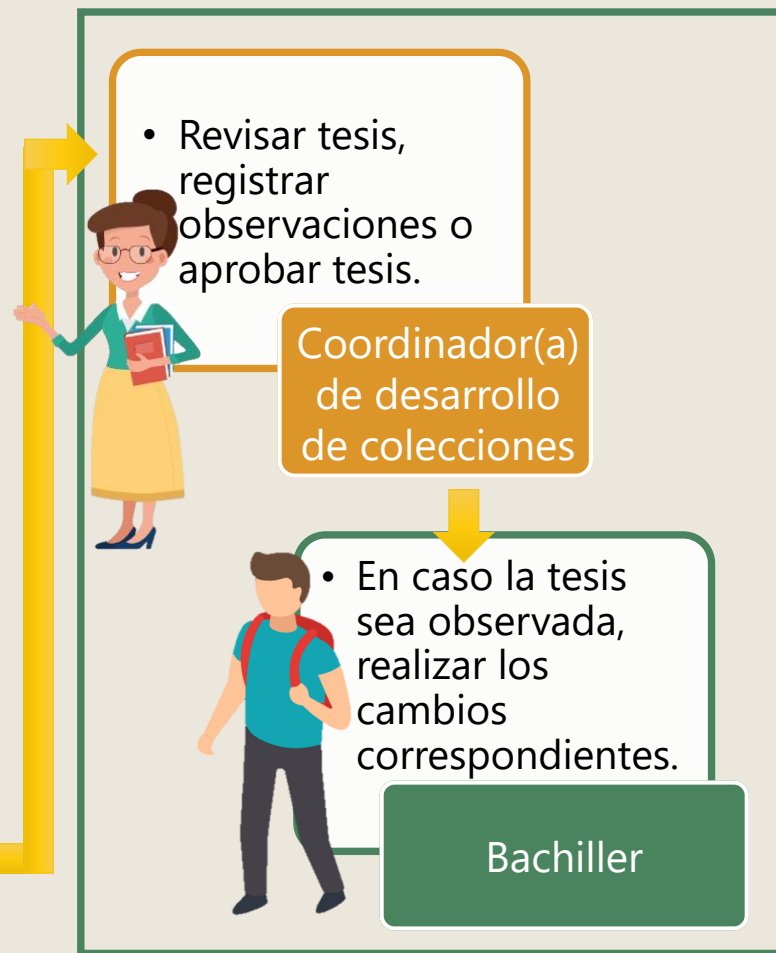 • Revisar tesis,
registrar
observaciones o
aprobar tesis.
Coordinador(a)
de desarrollo
de colecciones
• En caso la tesis
sea observada,
realizar los
cambios
correspondientes.
Bachiller